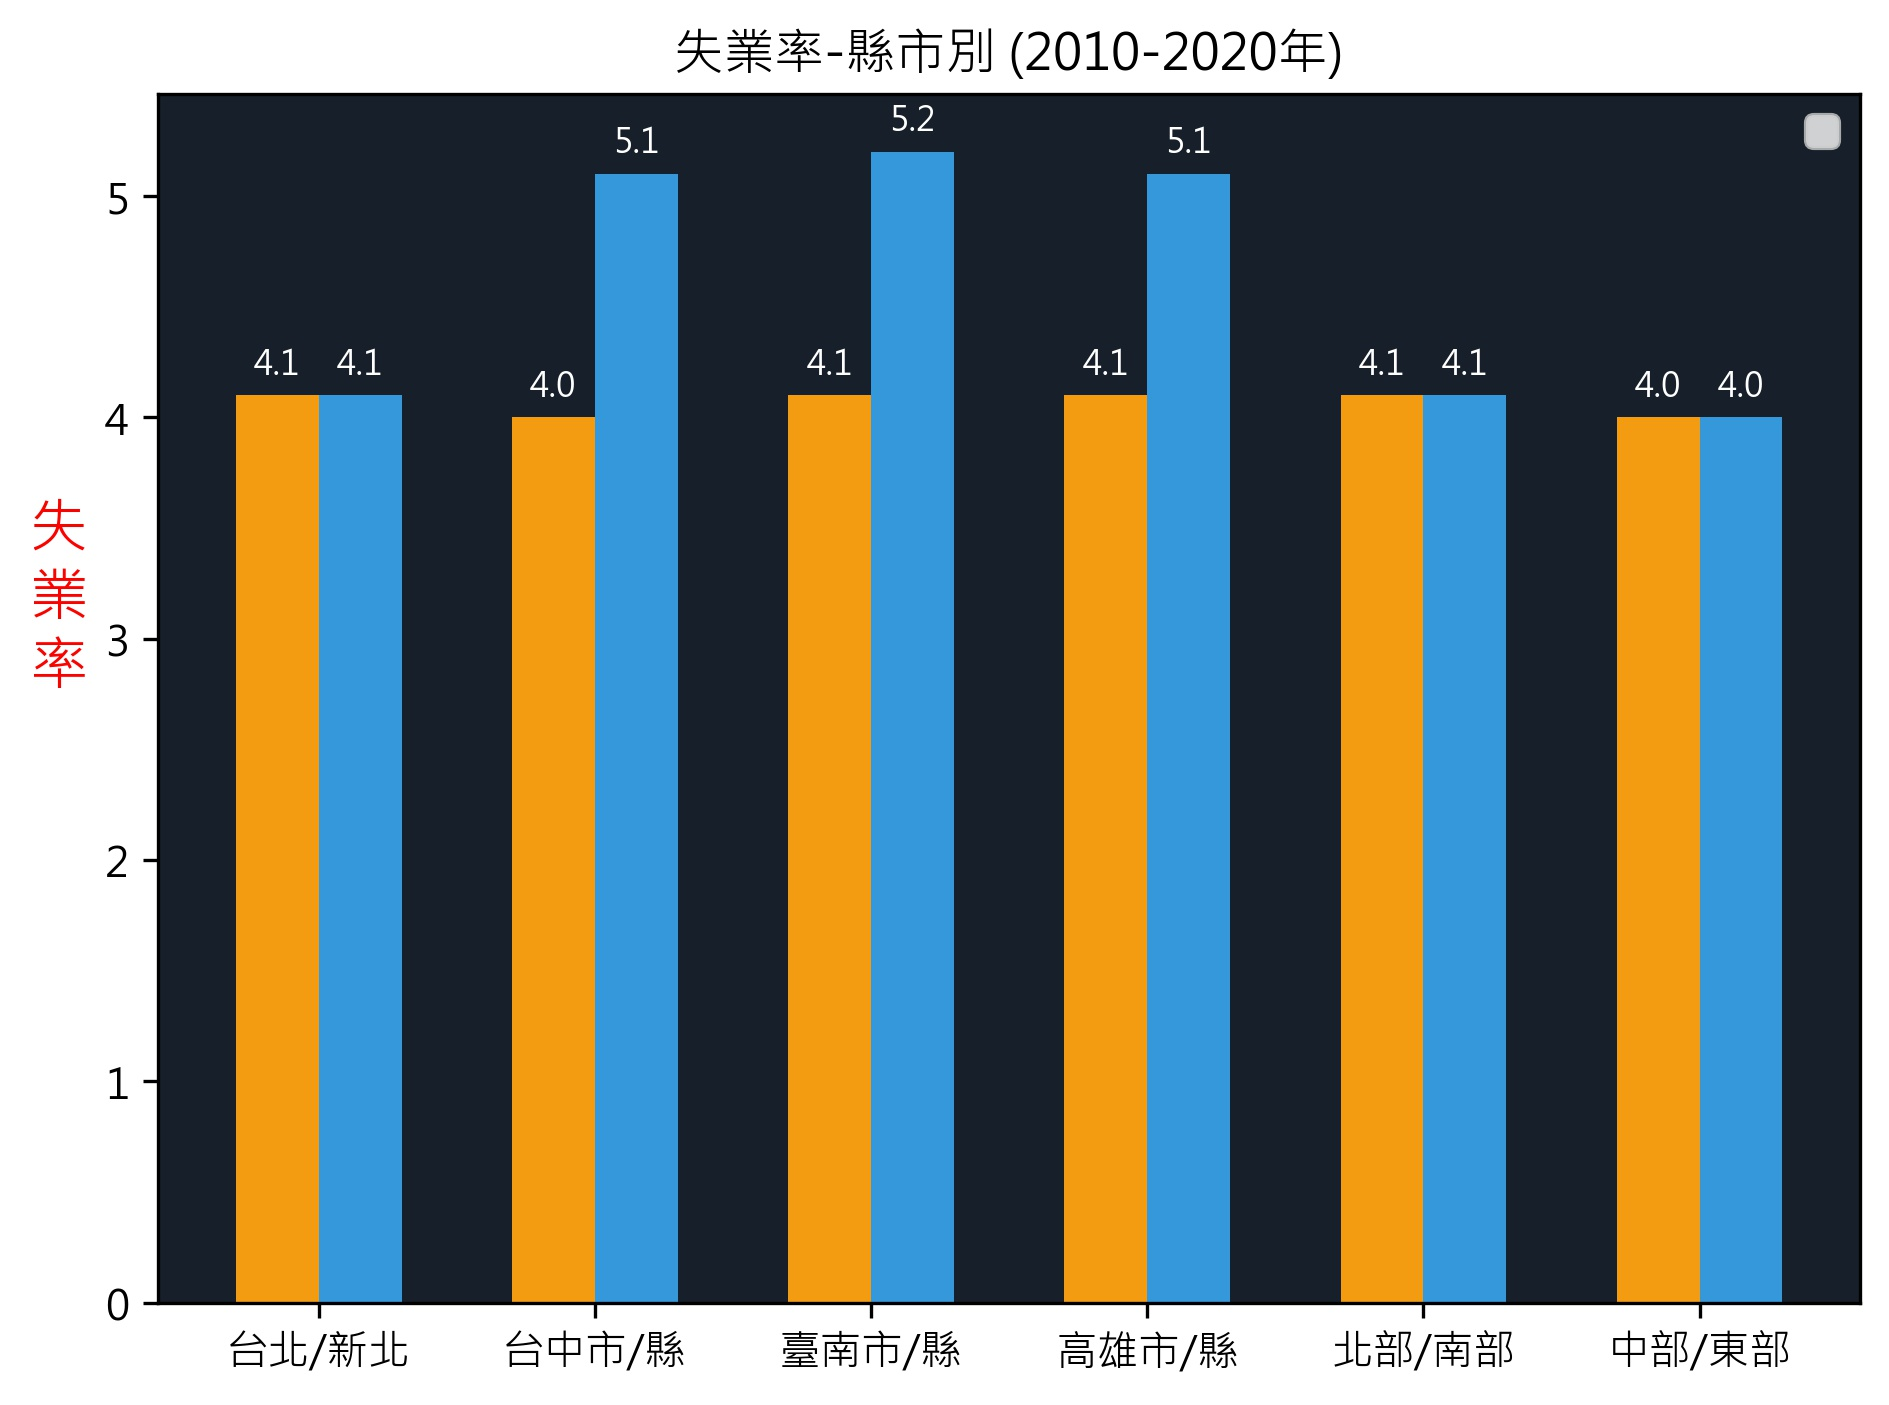 失業率-縣市別 (2010-2020年)
失
業
率
5
4
3
2
1
0
4.1 4.1
4.0 5.1
4.1 5.2
4.1 5.1
4.1 4.1
4.0 4.0
台北/新北
台中市/縣
臺南市/縣
高雄市/縣
北部/南部
中部/東部